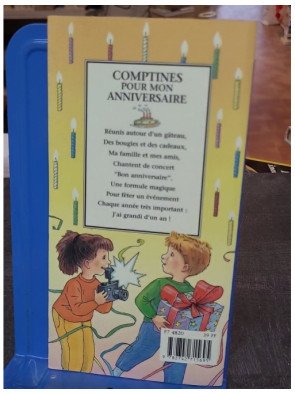 COMPTINES
POUR MON
ANNIVERSAIRE
Réunis autour d'un gâteau,
Des bougies et des cadeaux,
Ma famille et mes amis,
Chantent de concert
"Bon anniversaire".
Une formule magique
Pour fêter un événement
Chaque année très important :
J'ai grandi d'un an !